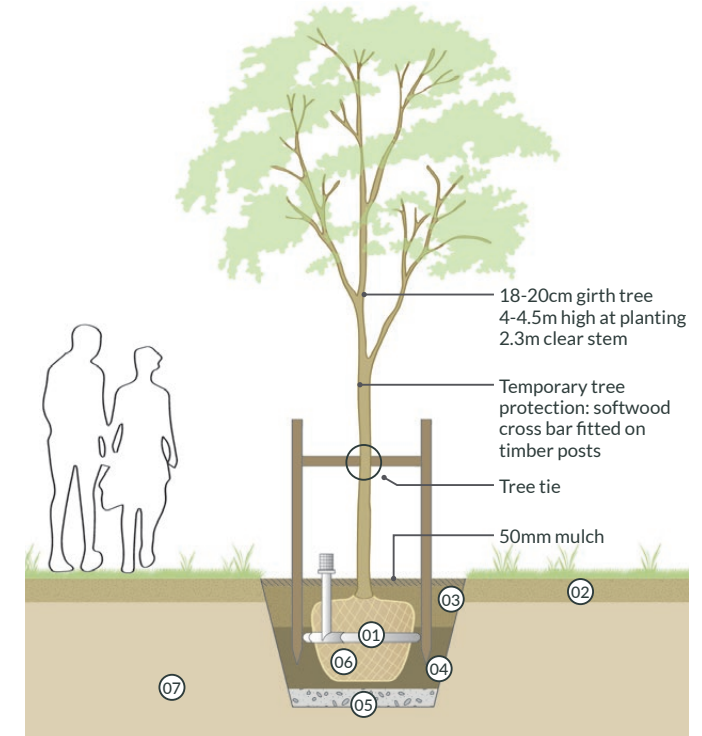 18-20cm girth tree
4-4.5m high at planting
2.3m clear stem
Temporary tree
protection: softwood
cross bar fitted on
timber posts
Tree tie
50mm mulch
02
03
01
06
04
07
05